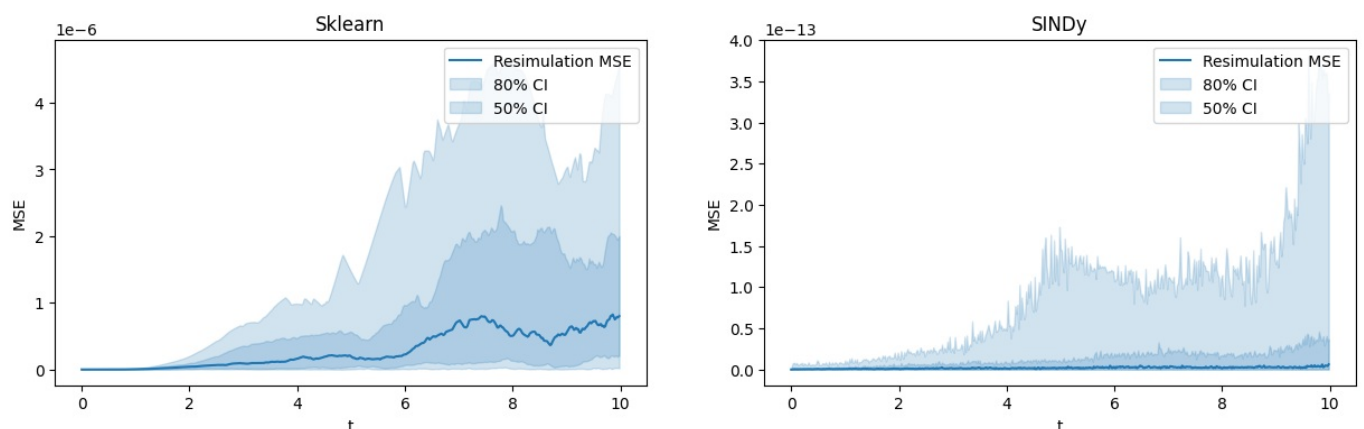 Sklearn
1e−6
MSE
4
3
2
1
0
Resimulation MSE
80% CI
50% CI
0 2 4 6 8 10
t
SINDy
1e−13
MSE
4.0
3.5
3.0
2.5
2.0
1.5
1.0
0.5
0.0
Resimulation MSE
80% CI
50% CI
0 2 4 6 8 10
t